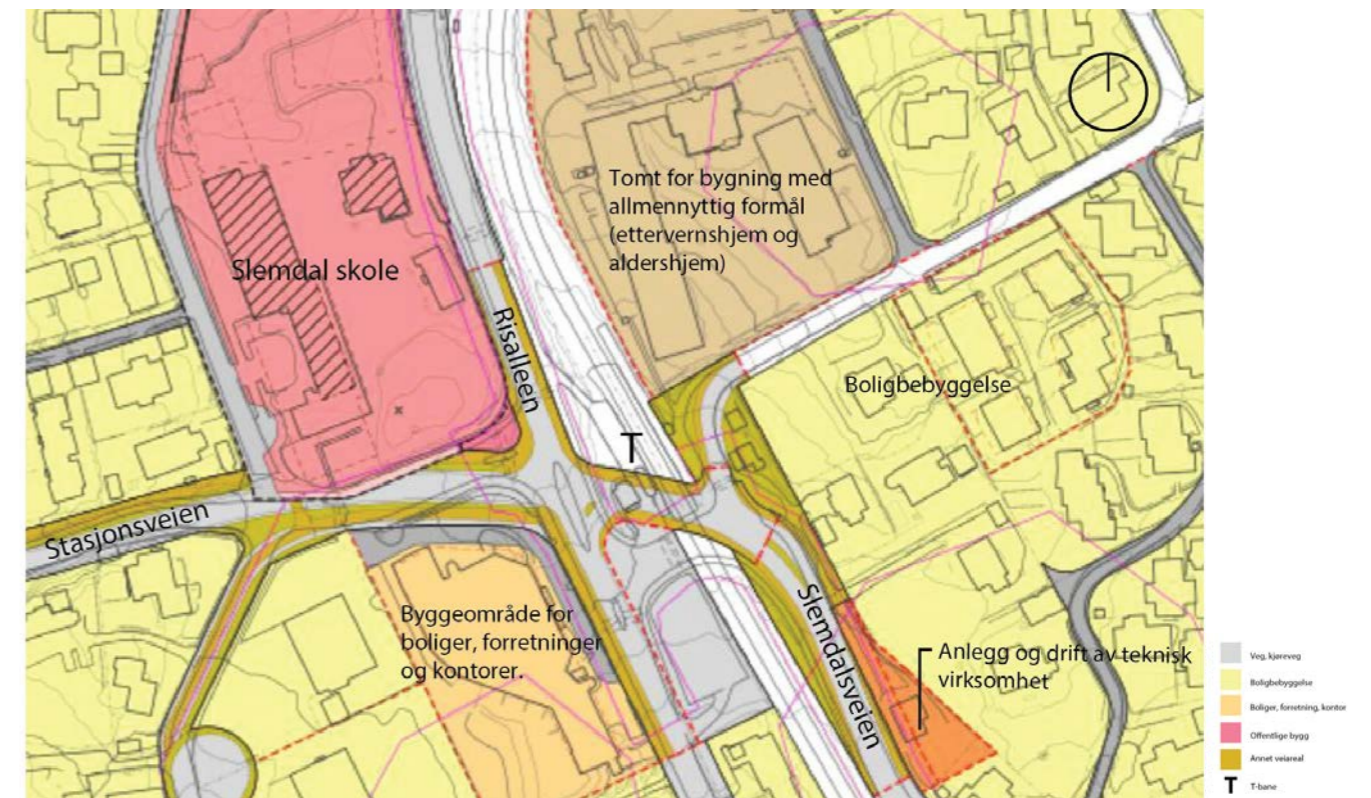 Tomt for bygning med
allmennyttig formål
(ettervernshjem og
aldershjem)
Slemdal skole
Risalleen
Boligbebyggelse
T
Stasjonsveien
Byggeområde for
boliger, forretninger
og kontorer.
Slemdalsveien
Anlegg og drift av teknisk
virksomhet
Veg, kjøreveg
Boligbebyggelse
Boliger, forretning, kontor
Offentlige bygg
Annet veiareal
T T-bane